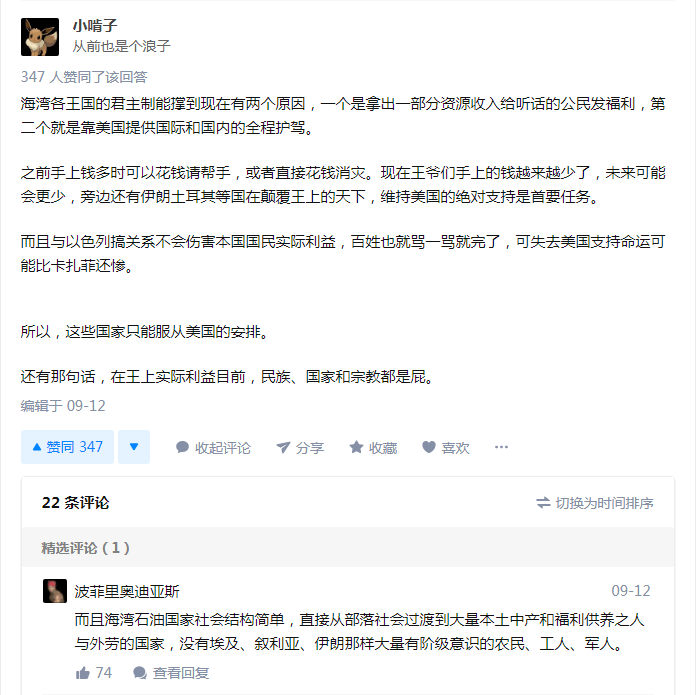 小啃子
从前也是个浪子
347 人赞同了该回答
海湾各王国的君主制能撑到现在有两个原因，一个是拿出一部分资源收入给听话的公民发福利，第
二个就是靠美国提供国际和国内的全程护驾。
之前手上钱多时可以花钱请帮手，或者直接花钱消灾。现在王爷们手上的钱越来越少了，未来可能
会更少，旁边还有伊朗土耳其等国在颠覆王上的天下，维持美国的绝对支持是首要任务。
而且与以色列搞关系不会伤害本国国民实际利益，百姓也就骂一骂就完了，可失去美国支持命运可
能比卡扎菲还惨。
所以，这些国家只能服从美国的安排。
还有那句话，在王上实际利益目前，民族、国家和宗教都是屁。
编辑于 09-12
赞同 347 收起评论 分享 收藏 喜欢
22 条评论 切换为时间排序
精选评论（1）
波菲里奥迪亚斯 09-12
而且海湾石油国家社会结构简单，直接从部落社会过渡到大量本土中产和福利供养之人
与外劳的国家，没有埃及、叙利亚、伊朗那样大量有阶级意识的农民、工人、军人。
74 查看回复